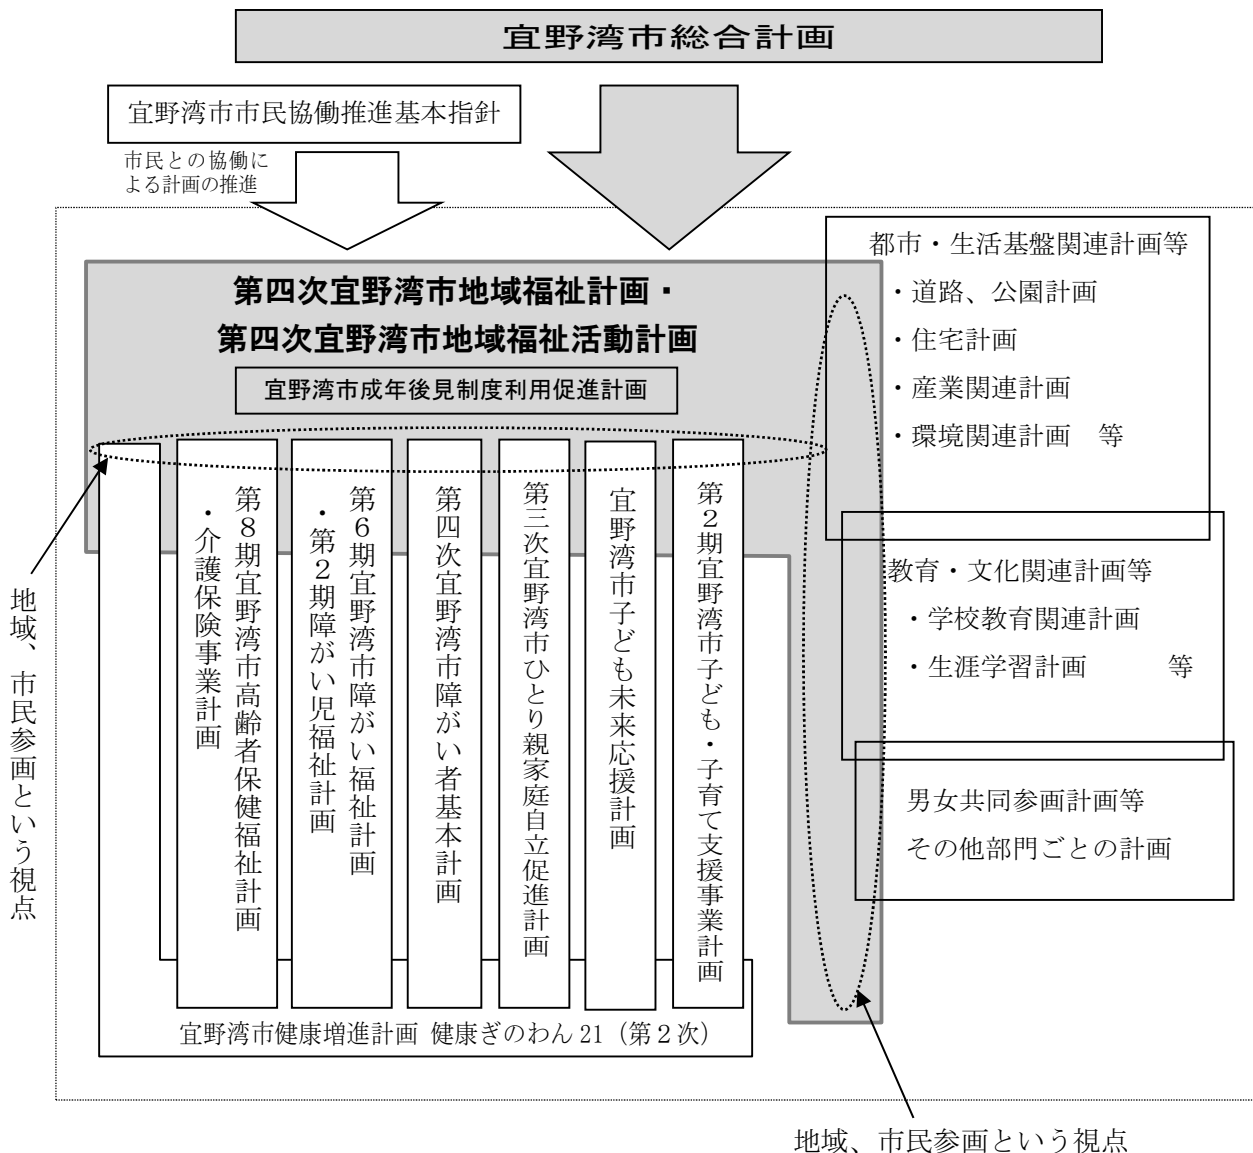 宜野湾市総合計画
宜野湾市市民協働推進基本指針
市民との協働に
よる計画の推進
第四次宜野湾市地域福祉計画・
第四次宜野湾市地域福祉活動計画
宜野湾市成年後見制度利用促進計画
第8期宜野湾市高齢者保健福祉計画
・介護保険事業計画
第6期宜野湾市障がい福祉計画
・第2期障がい児福祉計画
第四次宜野湾市障がい者基本計画
第三次宜野湾市ひとり親家庭自立促進計画
宜野湾市子ども未来応援計画
第2期宜野湾市子ども・子育て支援事業計画
宜野湾市健康増進計画 健康ぎのわん21（第2次）
都市・生活基盤関連計画等
・道路、公園計画
・住宅計画
・産業関連計画
・環境関連計画　等
教育・文化関連計画等
・学校教育関連計画
・生涯学習計画　　　等
男女共同参画計画等
その他部門ごとの計画
地域、市民参画という視点
地域、市民参画という視点